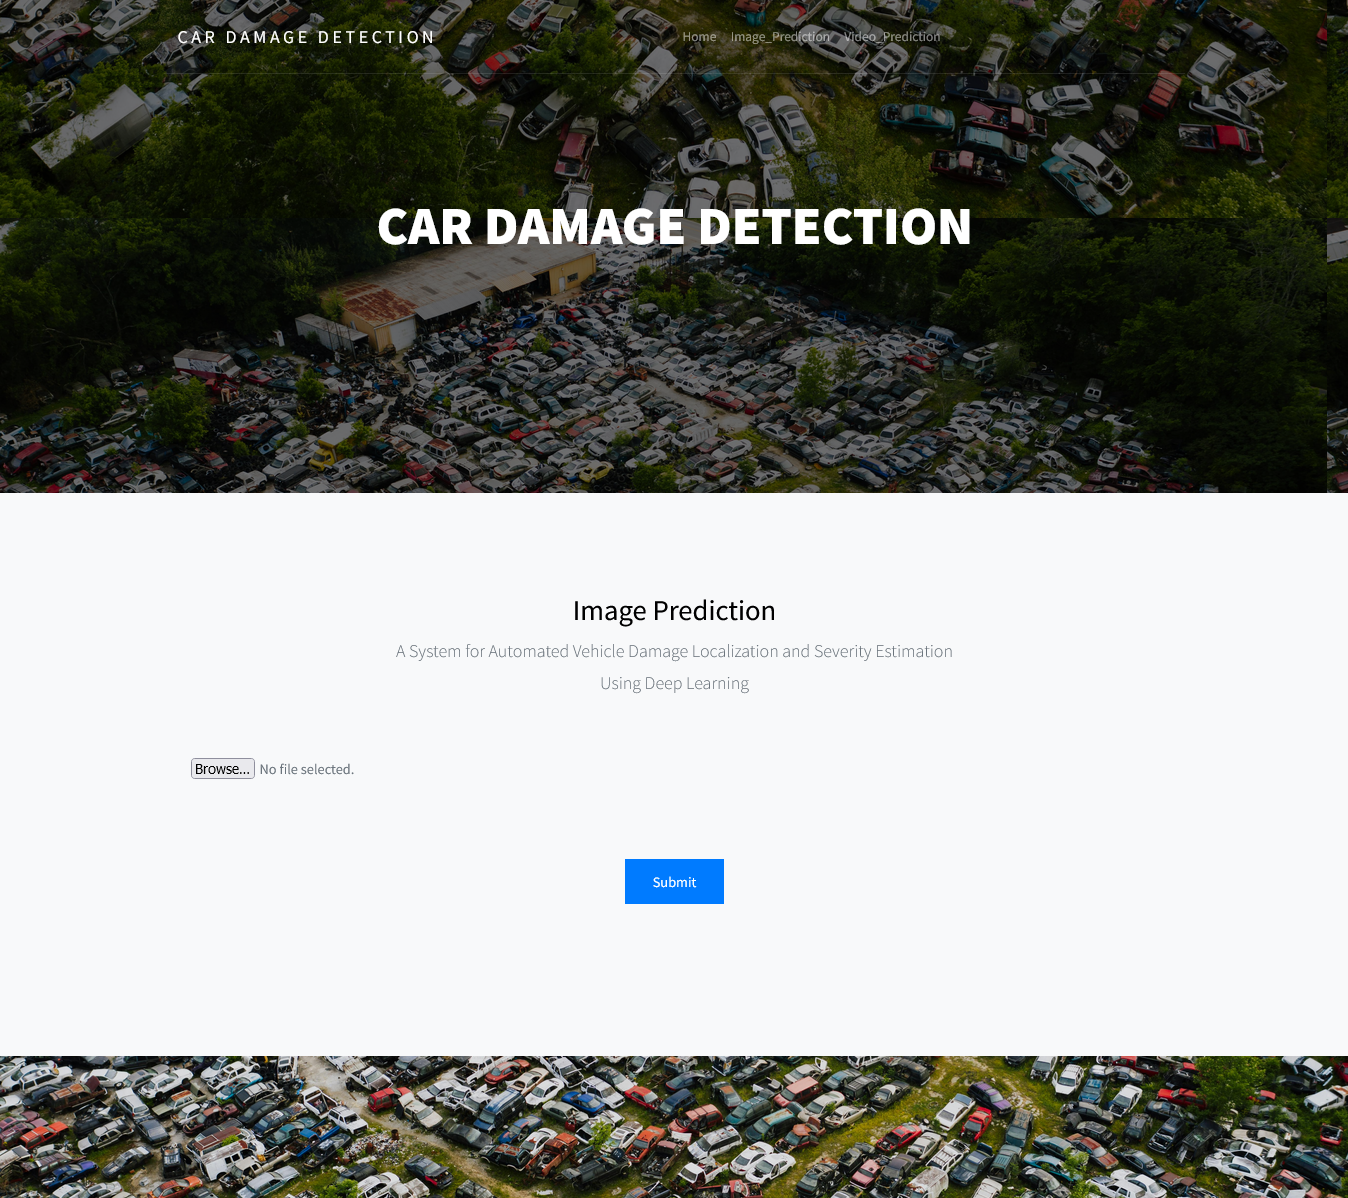 CAR DAMAGE DETECTION
Home Image_Prediction Video_Prediction
CAR DAMAGE DETECTION
Image Prediction
A System for Automated Vehicle Damage Localization and Severity Estimation
Using Deep Learning
Browse... No file selected.
Submit